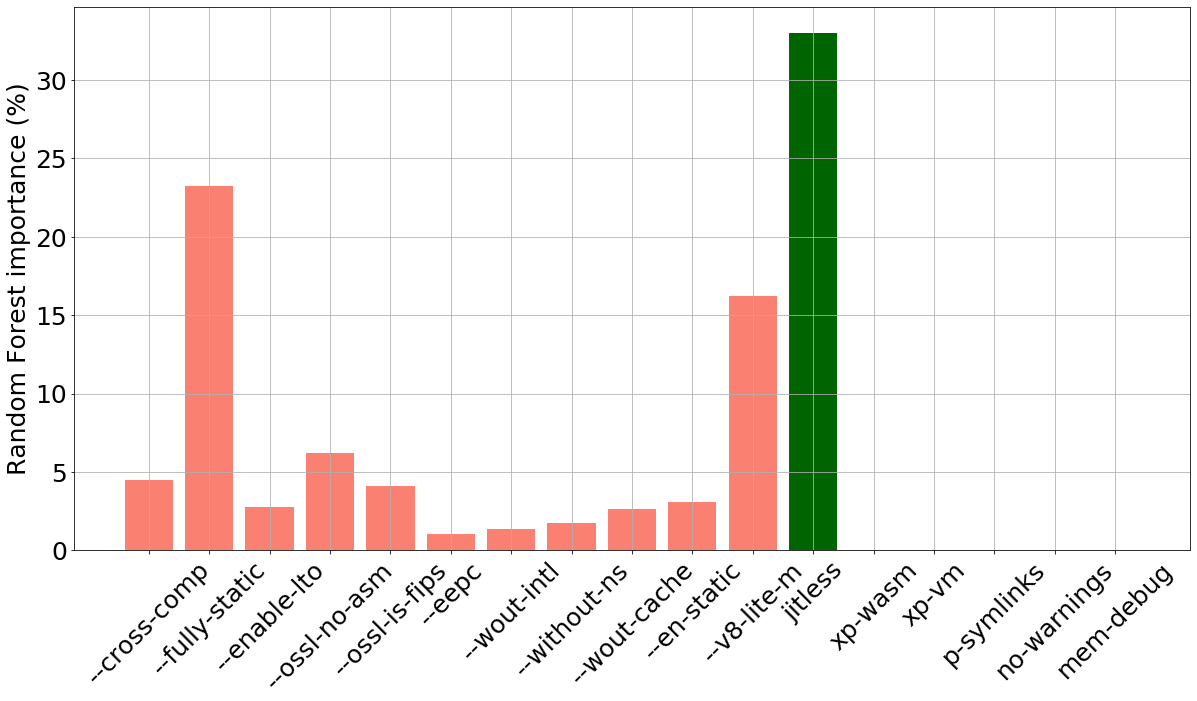 Random Forest importance (%)
30
25
20
15
10
5
0
--cross-comp
--fully-static
--enable-lto
--ossl-no-asm
--ossl-is-fips
--eepc
--wout-intl
--without-ns
--wout-cache
--en-static
--v8-lite-m
jitless
xp-wasm
xp-vm
p-symlinks
no-warnings
mem-debug